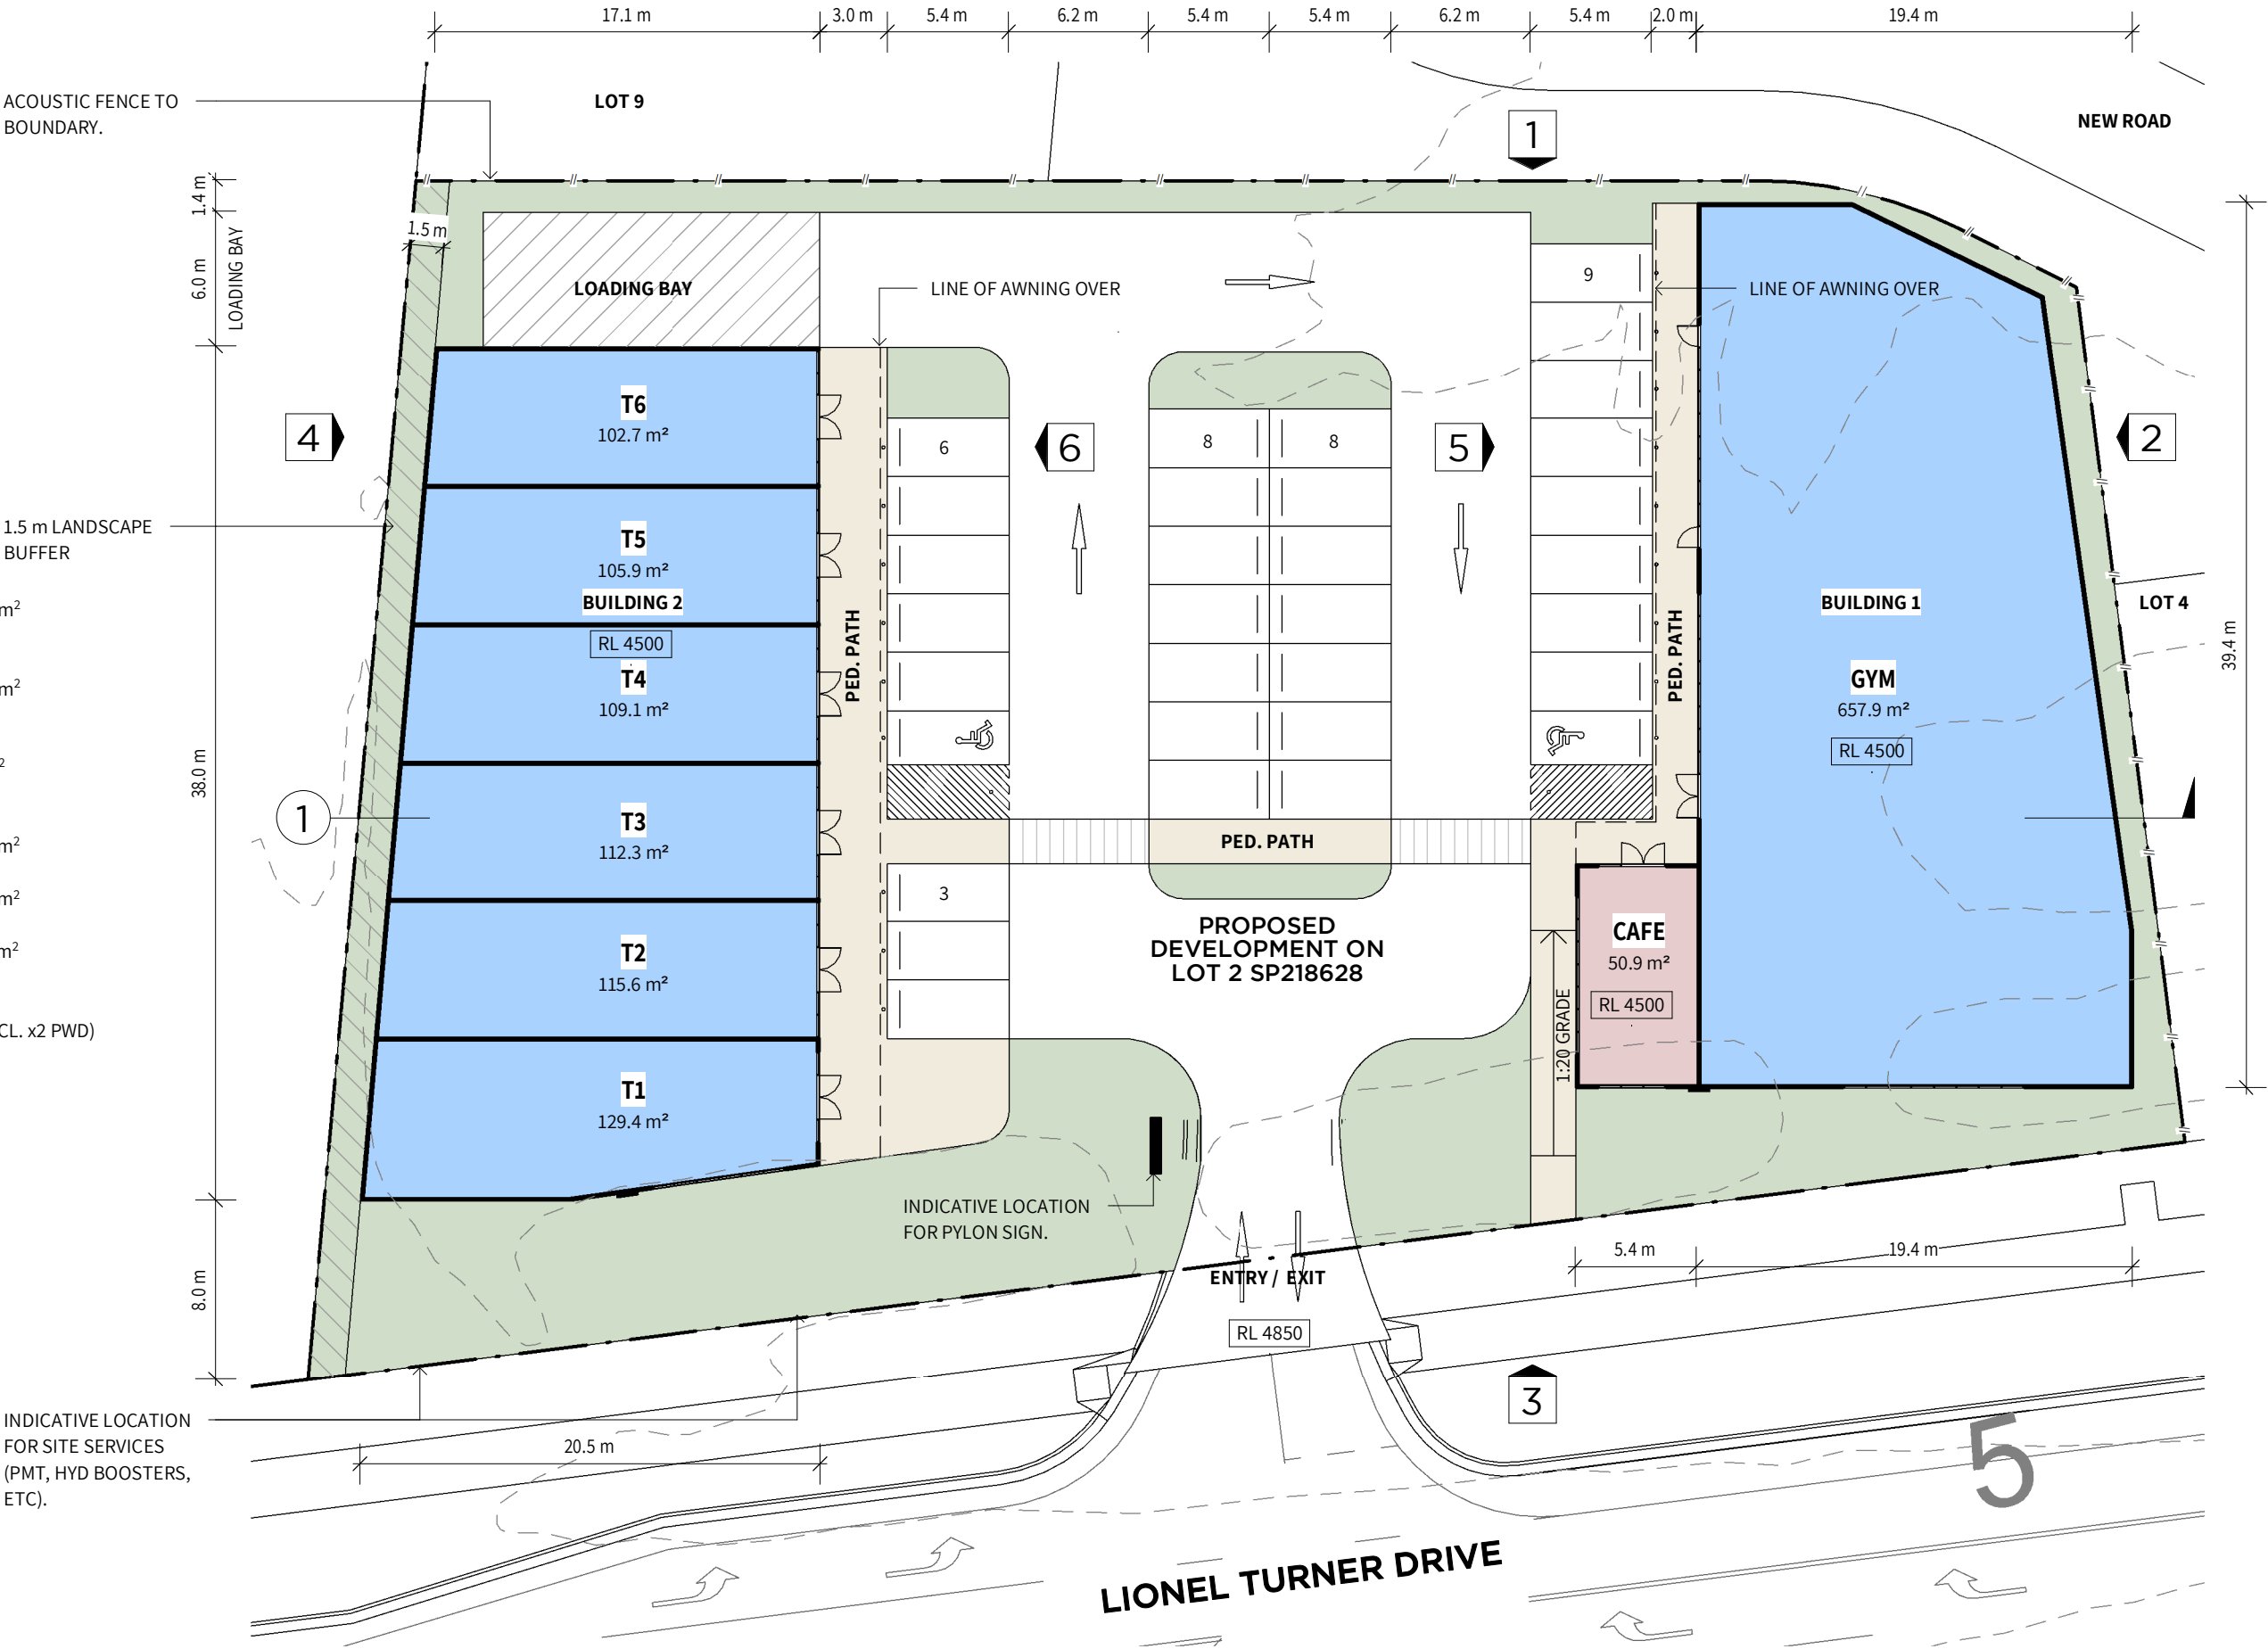 17.1 m
3.0 m
5.4 m
6.2 m
5.4 m
5.4 m
6.2 m
5.4 m
2.0 m
19.4 m
ACOUSTIC FENCE TO
BOUNDARY.
LOT 9
1
NEW ROAD
1.4 m
1.5 m
6.0 m
LOADING BAY
LOADING BAY
LINE OF AWNING OVER
9
LINE OF AWNING OVER
T6
102.7 m²
4
6
6
8
8
5
2
1.5 m LANDSCAPE
BUFFER
T5
105.9 m²
BUILDING 2
RL 4500
T4
109.1 m²
PED. PATH
PED. PATH
BUILDING 1
LOT 4
GYM
657.9 m²
RL 4500
39.4 m
m²
m²
²
m²
m²
m²
CL. x2 PWD)
38.0 m
1
T3
112.3 m²
PED. PATH
3
T2
115.6 m²
PROPOSED
DEVELOPMENT ON
LOT 2 SP218628
CAFE
50.9 m²
RL 4500
1:20 GRADE
T1
129.4 m²
INDICATIVE LOCATION
FOR PYLON SIGN.
8.0 m
ENTRY / EXIT
RL 4850
5.4 m
19.4 m
3
INDICATIVE LOCATION
FOR SITE SERVICES
(PMT, HYD BOOSTERS,
ETC).
20.5 m
5
LIONEL TURNER DRIVE